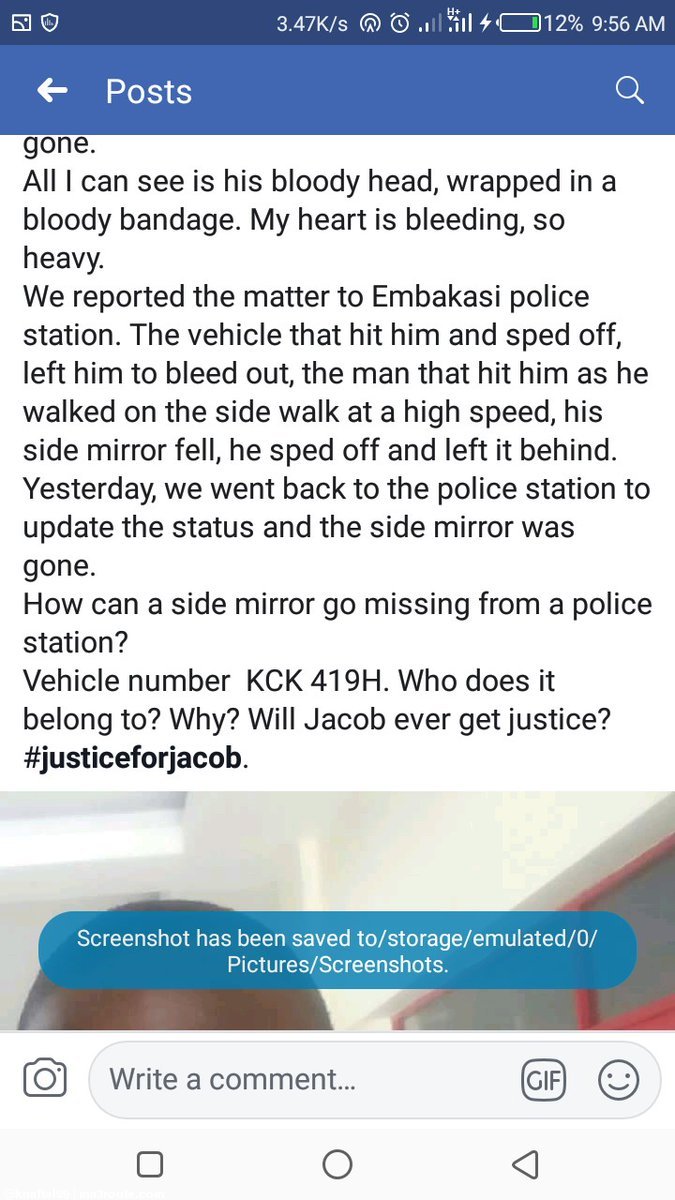 3.47K/s H+ 12% 9:56 AM
Posts
gone.
All I can see is his bloody head, wrapped in a
bloody bandage. My heart is bleeding, so
heavy.
We reported the matter to Embakasi police
station. The vehicle that hit him and sped off,
left him to bleed out, the man that hit him as he
walked on the side walk at a high speed, his
side mirror fell, he sped off and left it behind.
Yesterday, we went back to the police station to
update the status and the side mirror was
gone.
How can a side mirror go missing from a police
station?
Vehicle number  KCK 419H. Who does it
belong to? Why? Will Jacob ever get justice?
#justiceforjacob.
Screenshot has been saved to/storage/emulated/0/
Pictures/Screenshots.
Write a comment...
GIF